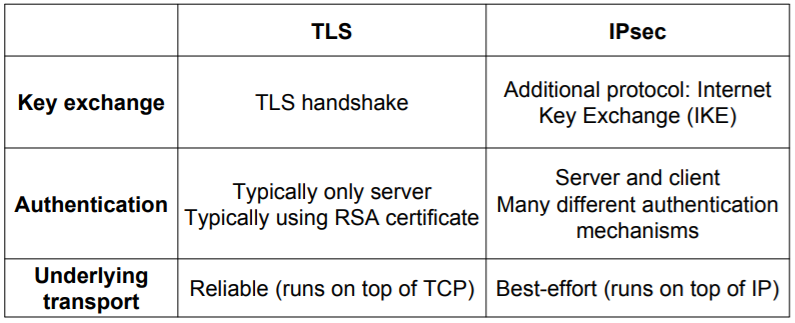 TLS
IPsec
Key exchange
TLS handshake
Additional protocol: Internet
Key Exchange (IKE)
Authentication
Typically only server
Typically using RSA certificate
Server and client
Many different authentication
mechanisms
Underlying
transport
Reliable (runs on top of TCP)
Best-effort (runs on top of IP)